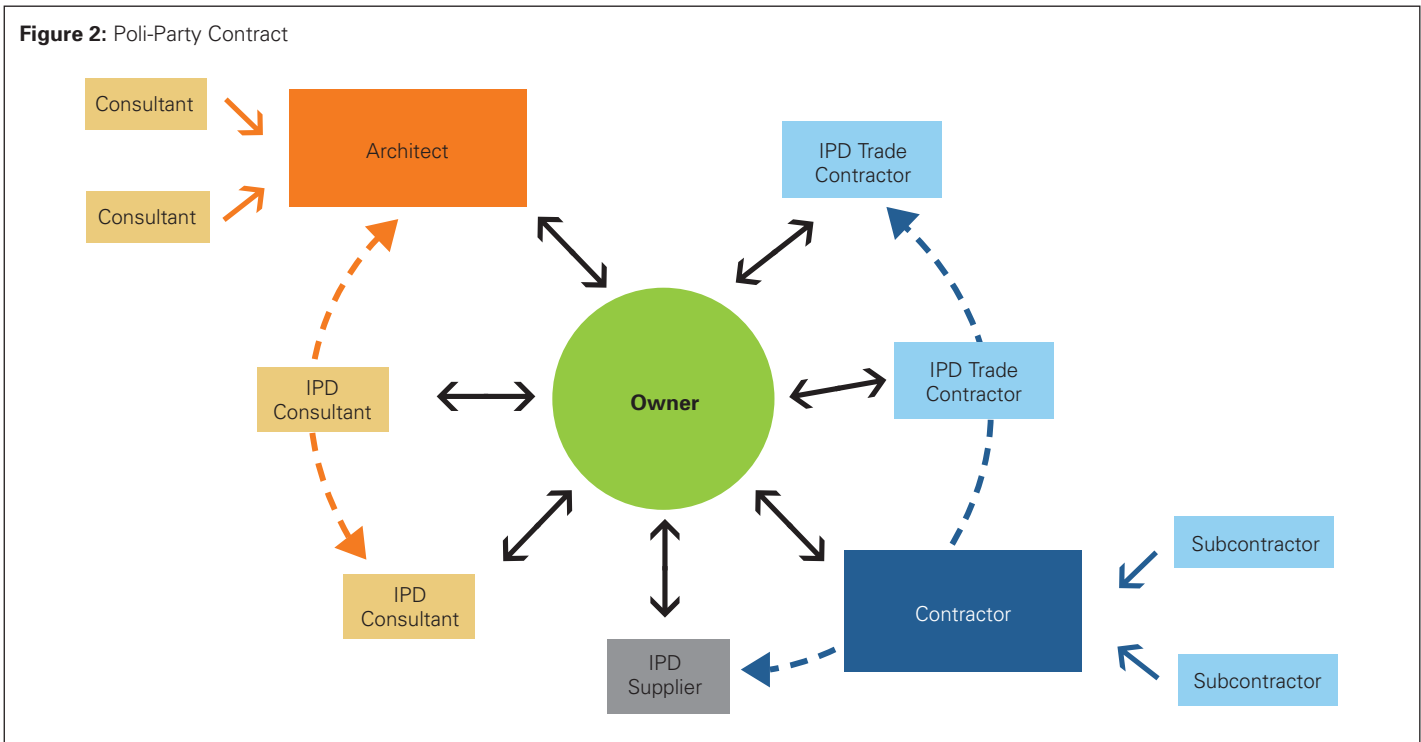 Figure 2: Poli-Party Contract
Consultant
Architect
IPD Trade
Contractor
Consultant
IPD
Consultant
Owner
IPD Trade
Contractor
IPD
Consultant
IPD
Supplier
Contractor
Subcontractor
Subcontractor